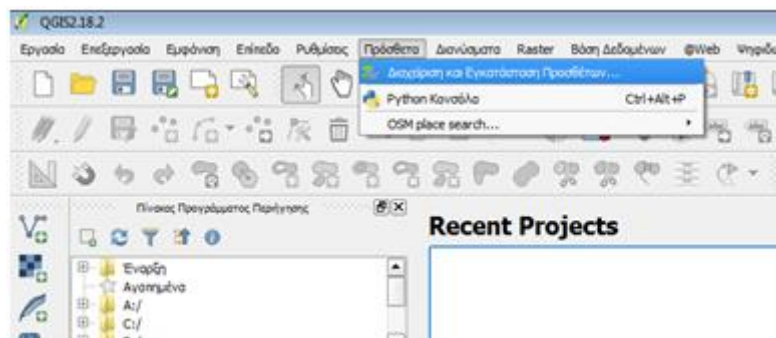 QGIS2.18.2
Εργασία Επεξεργασία Εμφάνιση Επίπεδο Ρυθμίσεις Πρόσθετα Διανύσματα Raster Βάση Δεδομένων @Web
Διαχείριση και Εγκατάσταση Προσθέτων...
Python Κονσόλα Ctrl+Alt+P
OSM place search...
Πίνακας Προγράμματος Περιήγησης
Recent Projects
Έναρξη
Αγαπημένα
A:/
C:/